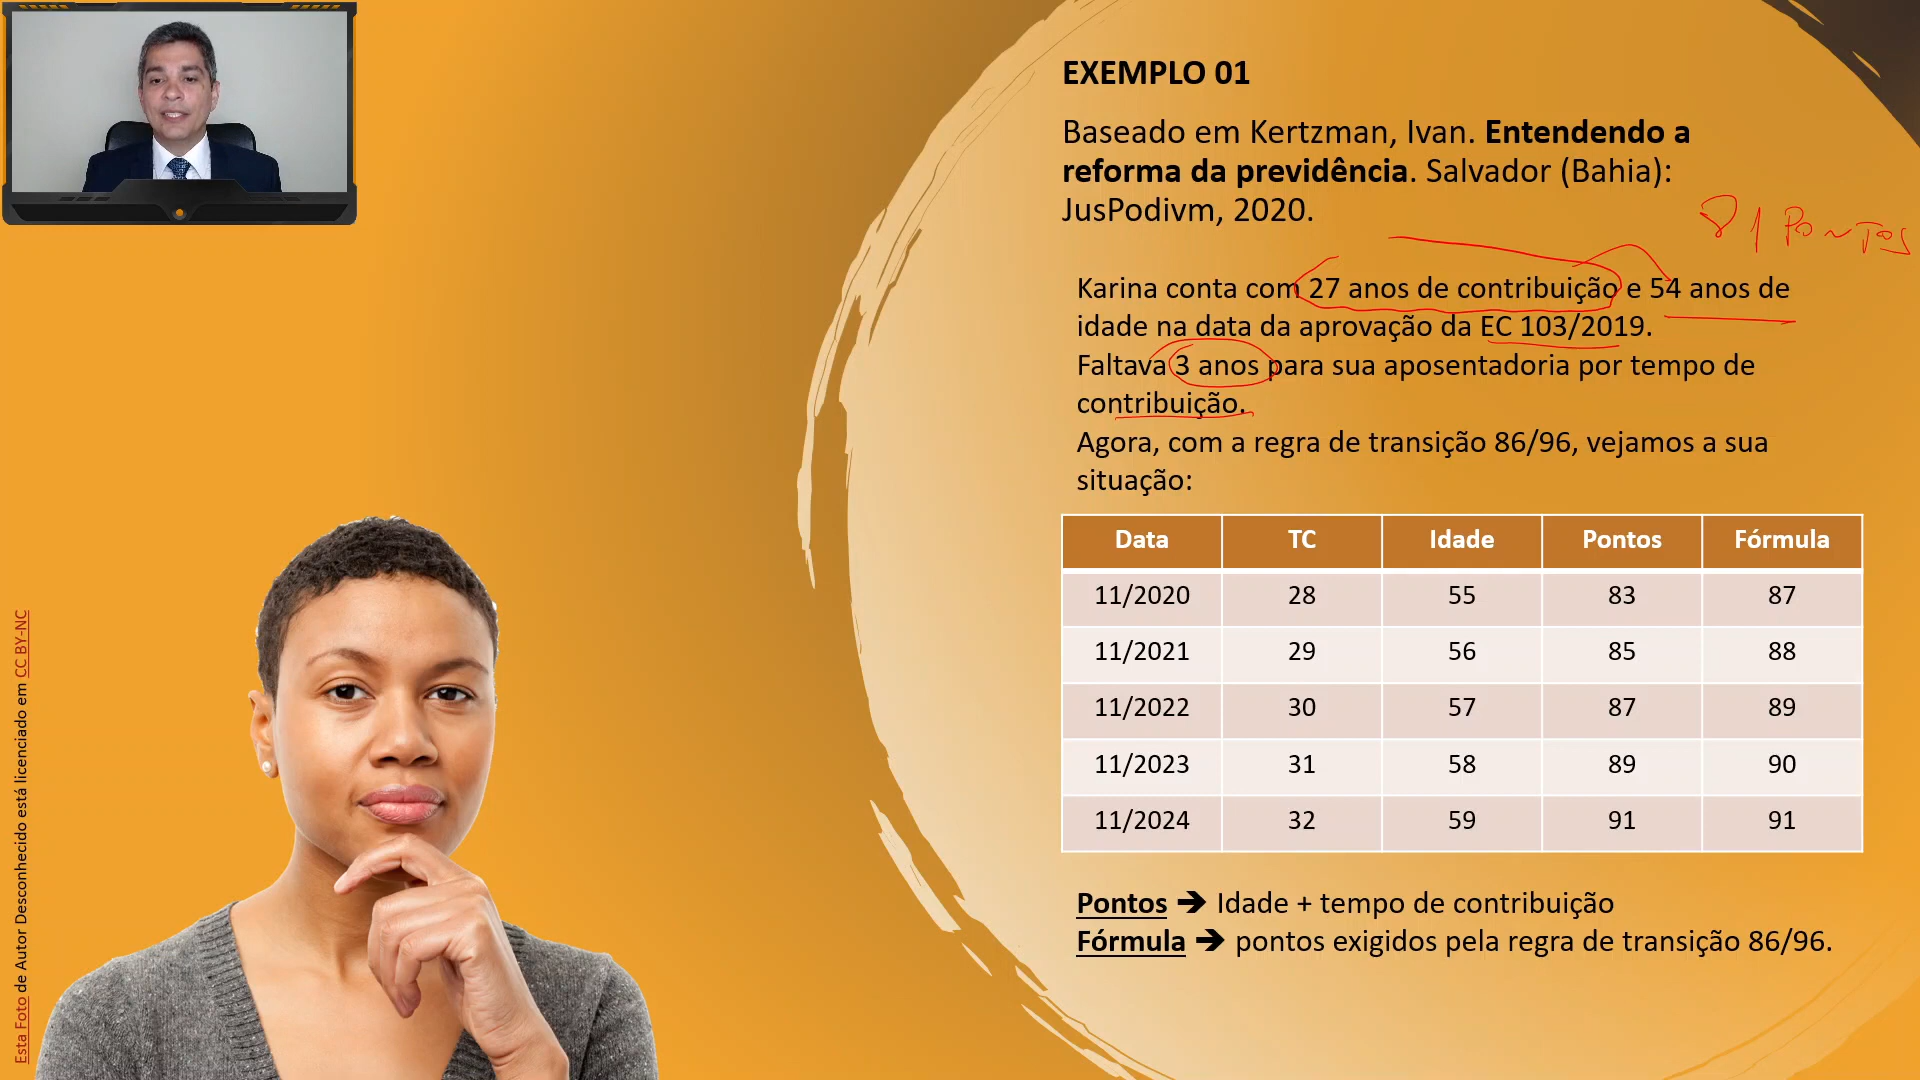 EXEMPLO 01
Baseado em Kertzman, Ivan. Entendendo a
reforma da previdência. Salvador (Bahia):
JusPodivm, 2020.
81 PONTOS
Karina conta com 27 anos de contribuição e 54 anos de
idade na data da aprovação da EC 103/2019.
Faltava 3 anos para sua aposentadoria por tempo de
contribuição.
Agora, com a regra de transição 86/96, vejamos a sua
situação:
Data TC Idade Pontos Fórmula
11/2020 28 55 83 87
11/2021 29 56 85 88
11/2022 30 57 87 89
11/2023 31 58 89 90
11/2024 32 59 91 91
Pontos ➔ Idade + tempo de contribuição
Fórmula ➔ pontos exigidos pela regra de transição 86/96.
Esta Foto de Autor Desconhecido está licenciado em CC BY-NC